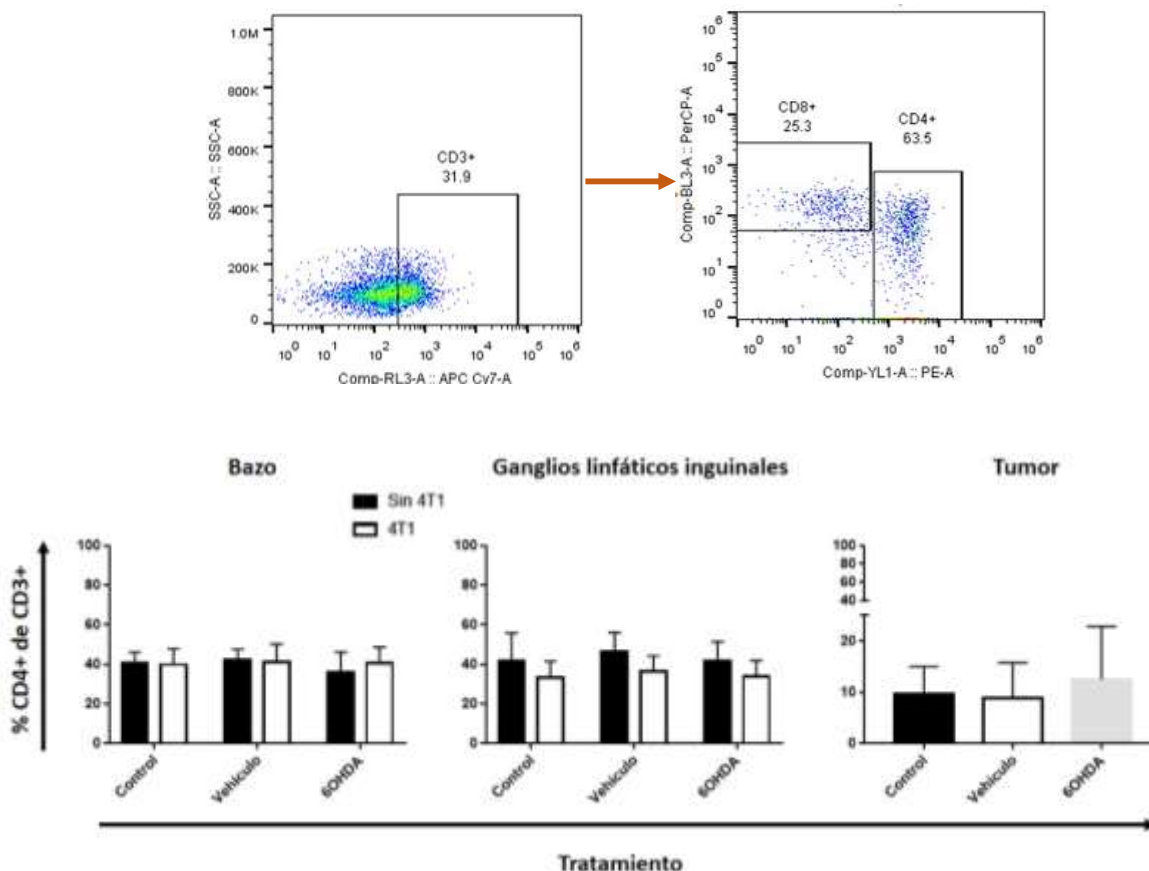 1.0M
800K
600K
400K
200K
0
SSC-A :: SSC-A
CD3+
31.9
10^0 10^1 10^2 10^3 10^4 10^5 10^6
Comp-RL3-A :: APC Cy7-A
10^6
10^5
10^4
10^3
10^2
10^1
10^0
Comp-BL3-A :: PerCP-A
CD8+
25.3
CD4+
63.5
10^0 10^1 10^2 10^3 10^4 10^5 10^6
Comp-YL1-A :: PE-A
Bazo
Ganglios linfáticos inguinales
Tumor
Sin 4T1
4T1
% CD4+ de CD3+
100
80
60
40
20
0
Control Vehículo 6OHDA
100
80
60
40
20
0
Control Vehículo 6OHDA
100
80
60
40
20
10
0
Control Vehículo 6OHDA
Tratamiento